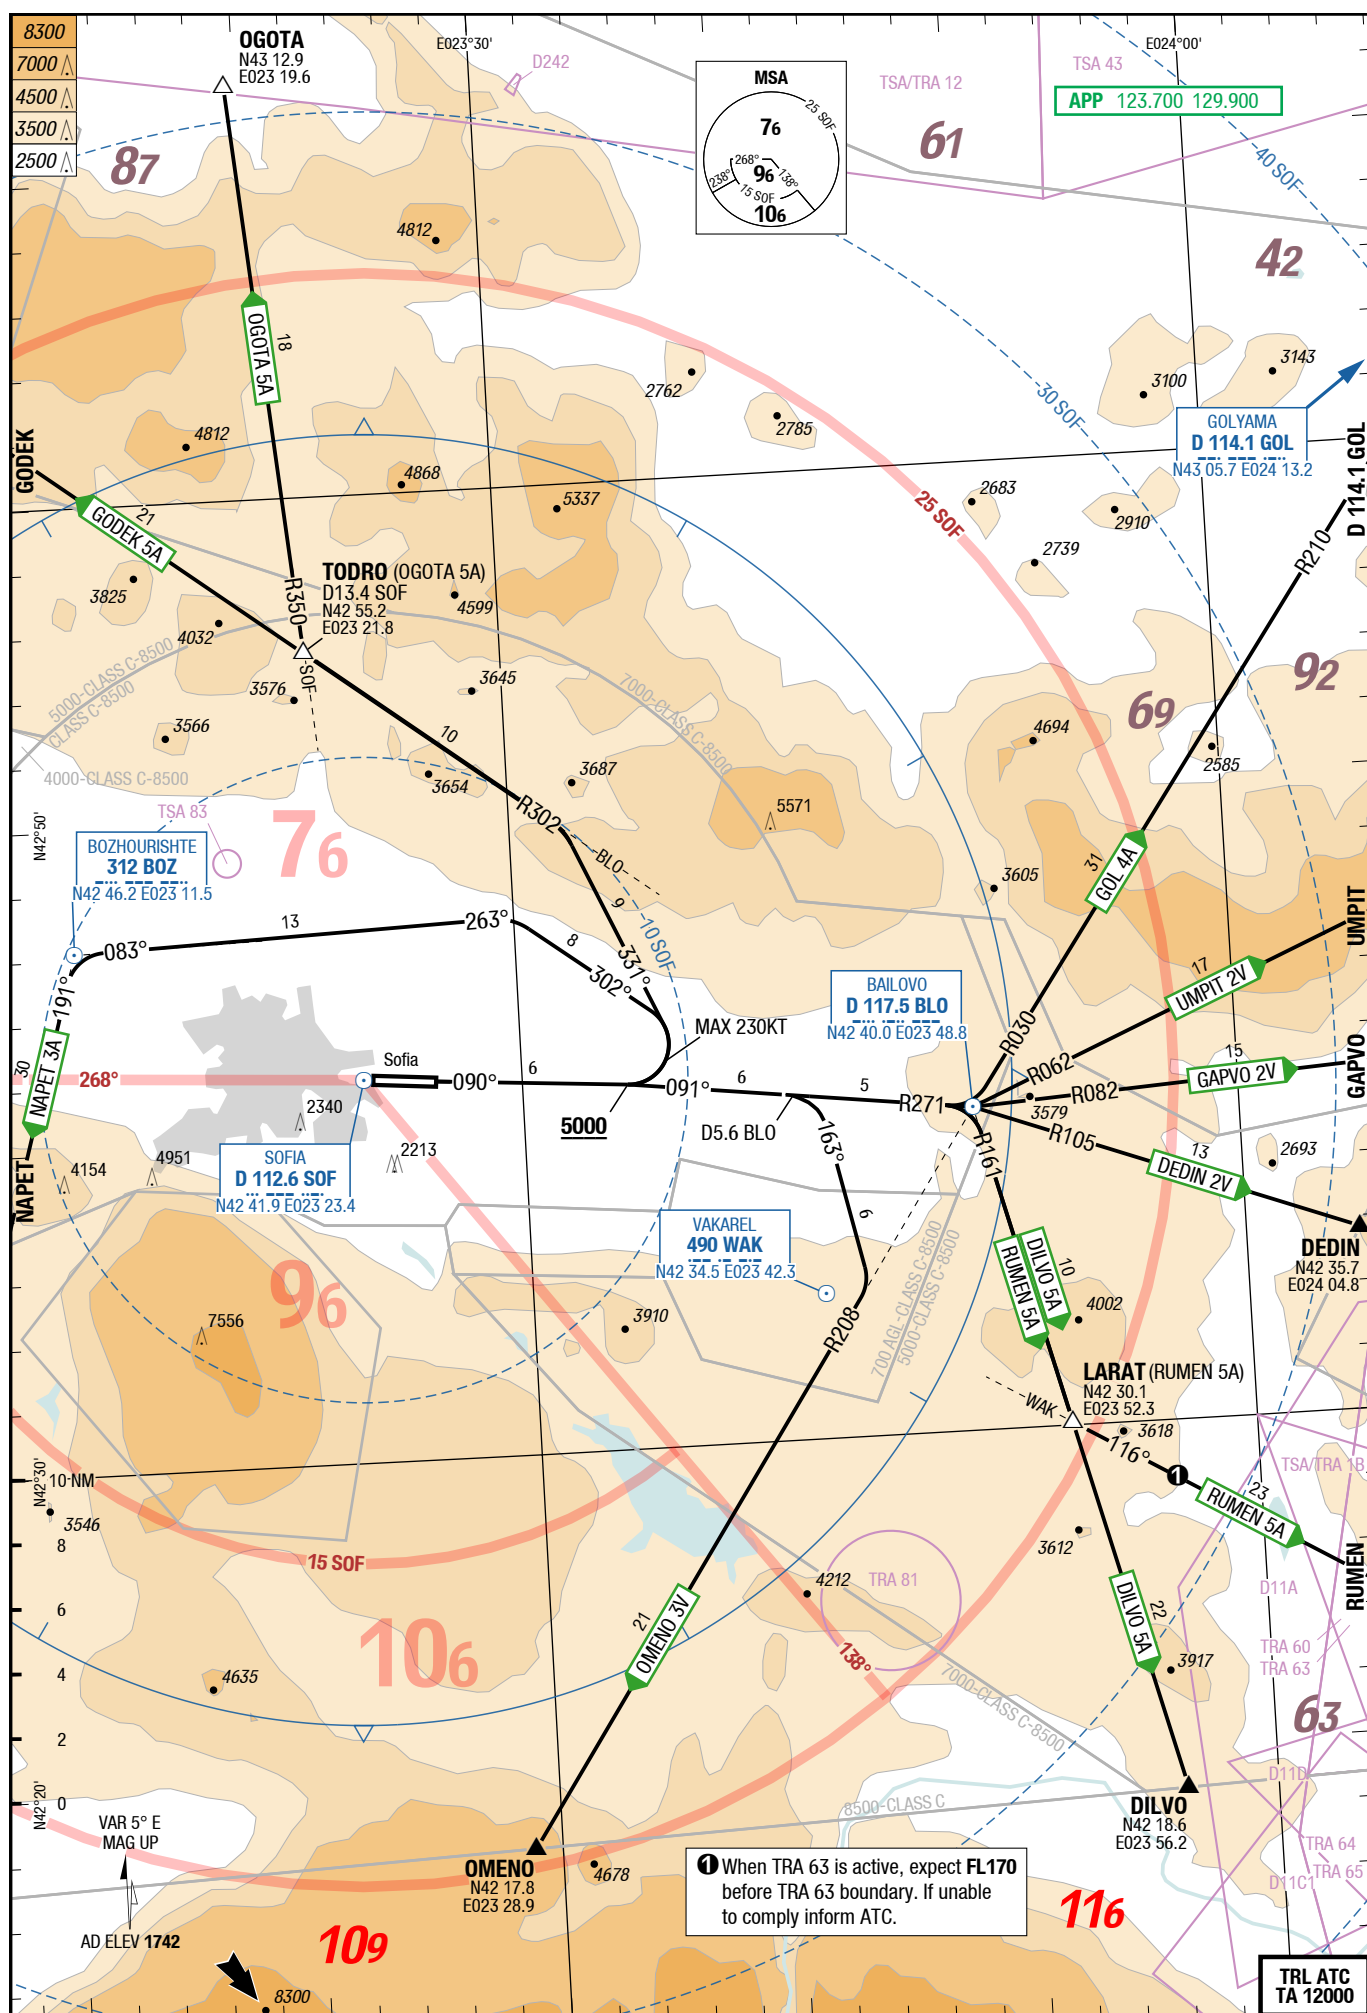 8300
7000
4500
3500
2500
OGOTA
N43 12.9
E023 19.6
E023°30'
D242
MSA
25 SOF
76
268°
96
238°
138°
15 SOF
106
TSA/TRA 12
TSA 43
E024°00'
APP 123.700 129.900
61
87
40 SOF
42
4812
OGOTA 5A
18
2762
2785
30 SOF
3100
3143
GOLYAMA
D 114.1 GOL
N43 05.7 E024 13.2
D 114.1 GOL
GODEK
4812
4868
5337
25 SOF
2683
2910
2739
R210
21
GODEK 5A
3825
4032
R350
TODRO (OGOTA 5A)
D13.4 SOF
N42 55.2
E023 21.8
4599
SOF
5000-CLASS C-8500
CLASS C-8500
4000-CLASS C-8500
7000-CLASS C-8500
3576
3566
3645
10
3654
3687
92
69
4694
2585
5571
R302
BLO
N42°50'
TSA 83
76
BOZHOURISHTE
312 BOZ
N42 46.2 E023 11.5
3605
31
GOL 4A
UMPIT
083°
13
263°
8
302°
9
331°
10 SOF
191°
BAILOVO
D 117.5 BLO
N42 40.0 E023 48.8
17
UMPIT 2V
R030
R062
15
GAPVO 2V
GAPVO
R082
3579
30
NAPET 3A
NAPET
268°
Sofia
090°
6
MAX 230KT
091°
6
5
R271
5000
D5.6 BLO
163°
R161
R105
13
DEDIN 2V
2693
2340
2213
SOFIA
D 112.6 SOF
N42 41.9 E023 23.4
4154
4951
DEDIN
N42 35.7
E024 04.8
VAKAREL
490 WAK
N42 34.5 E023 42.3
6
700 AGL-CLASS C-8500
5000-CLASS C-8500
DILVO 5A
RUMEN 5A
10
4002
96
7556
3910
R208
LARAT (RUMEN 5A)
N42 30.1
E023 52.3
WAK
3618
116°
1
23
RUMEN 5A
TSA/TRA 1B
RUMEN
N42°30'
10 NM
3546
8
6
4
2
0
15 SOF
3612
D11A
4212
TRA 81
106
21
OMENO 3V
138°
22
DILVO 5A
TRA 60
TRA 63
4635
3917
63
7000-CLASS C-8500
D11D
N42°20'
8500-CLASS C
DILVO
N42 18.6
E023 56.2
VAR 5° E
MAG UP
TRA 64
TRA 65
D11C1
OMENO
N42 17.8
E023 28.9
4678
1 When TRA 63 is active, expect FL170
before TRA 63 boundary. If unable
to comply inform ATC.
116
109
AD ELEV 1742
8300
TRL ATC
TA 12000